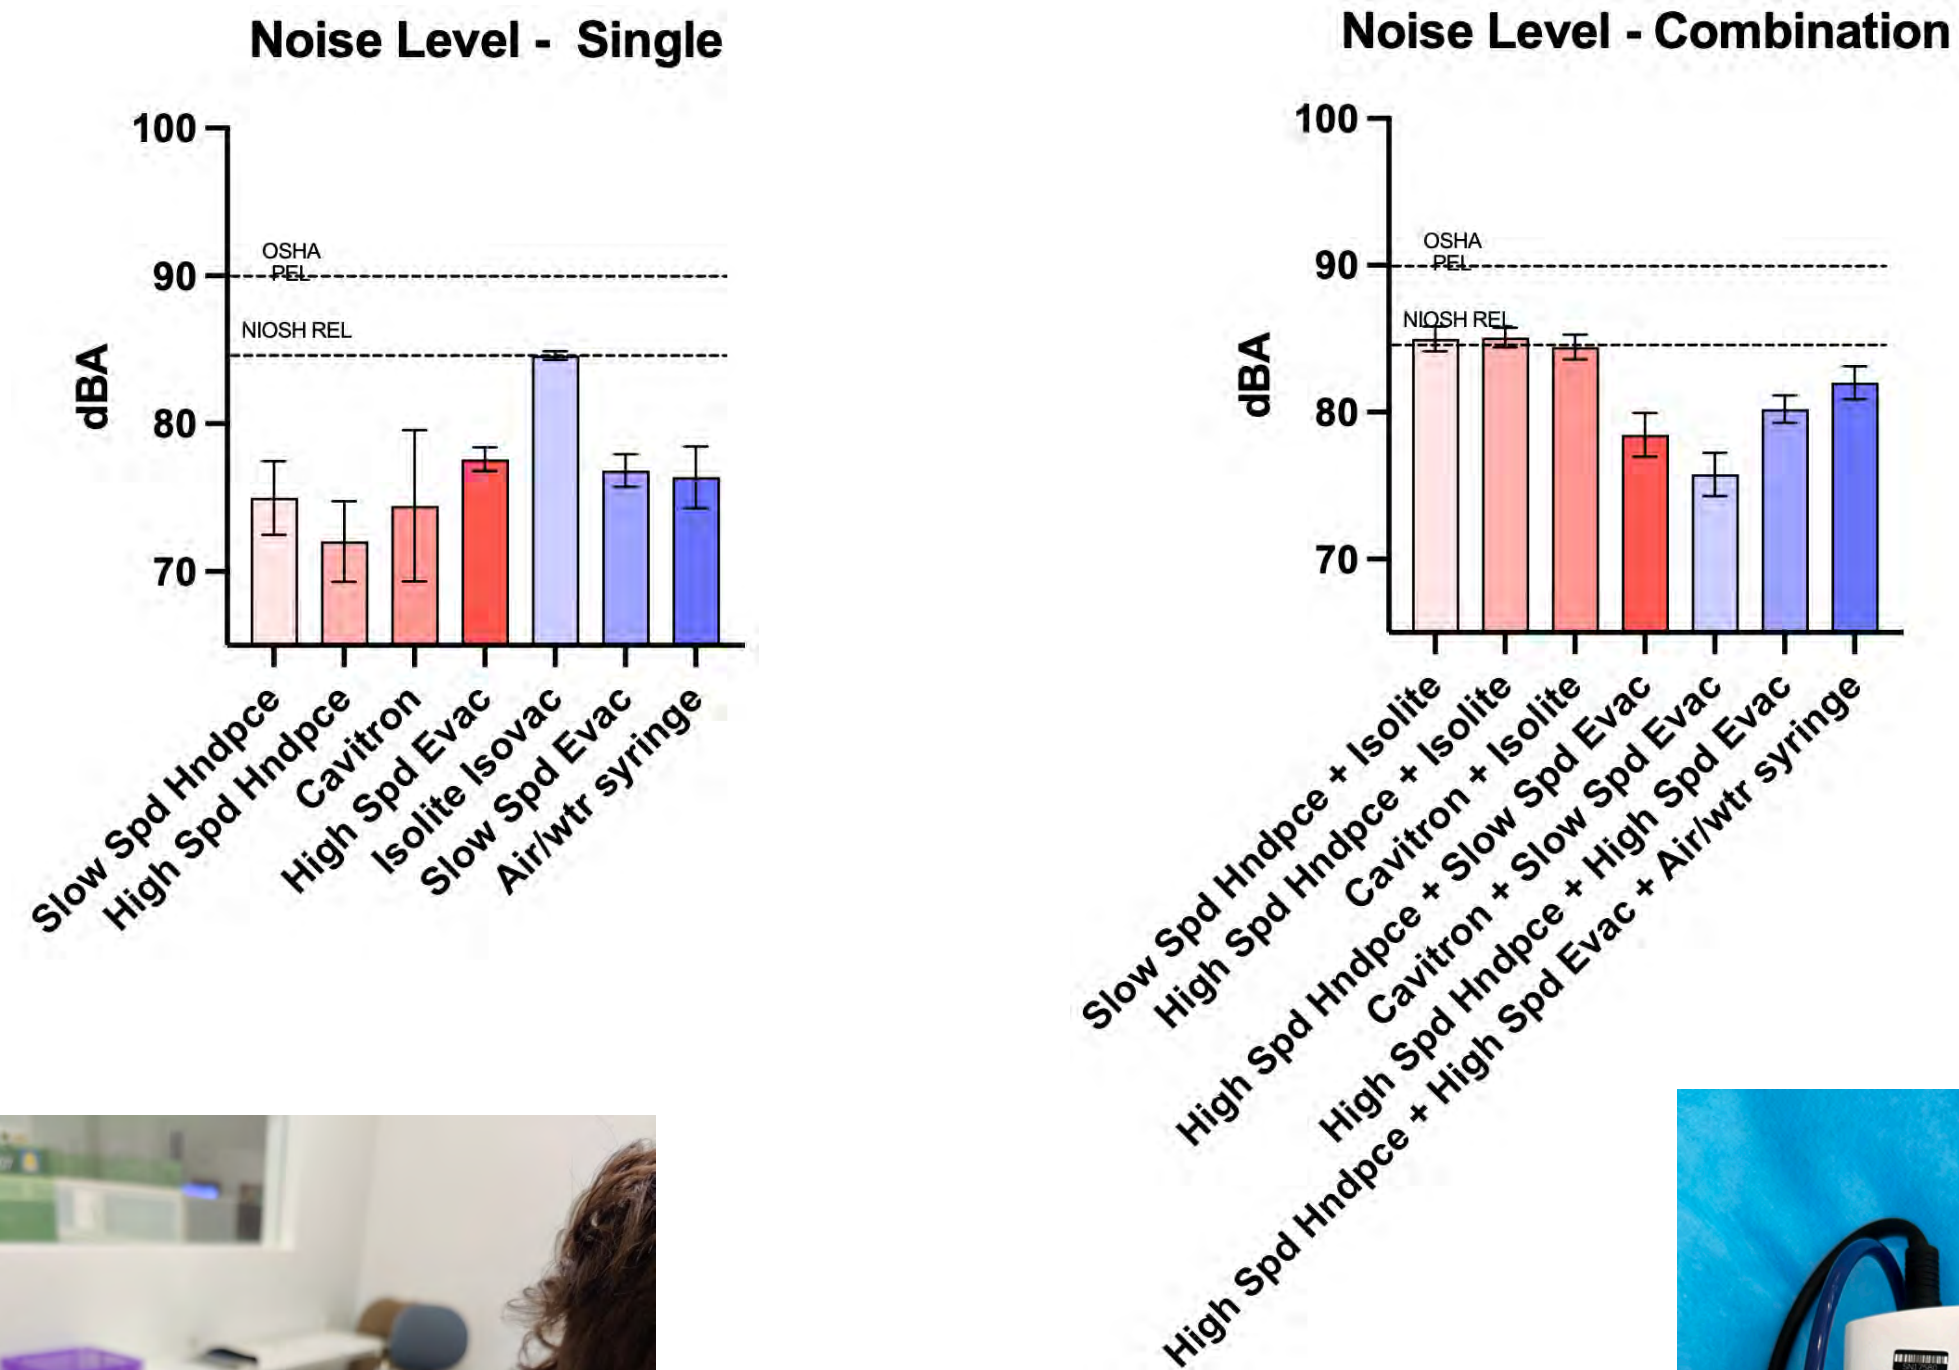 Noise Level - Single
100
90
80
70
dBA
OSHA
PEL
NIOSH REL
Slow Spd Hndpce
High Spd Hndpce
Cavitron
High Spd Evac
Isolite Isovac
Slow Spd Evac
Air/wtr syringe
Noise Level - Combination
100
90
80
70
dBA
OSHA
PEL
NIOSH REL
Slow Spd Hndpce + Isolite
High Spd Hndpce + Isolite
Cavitron + Isolite
High Spd Hndpce + Slow Spd Evac
Cavitron + Slow Spd Evac
High Spd Hndpce + High Spd Evac
High Spd Hndpce + High Spd Evac + Air/wtr syringe